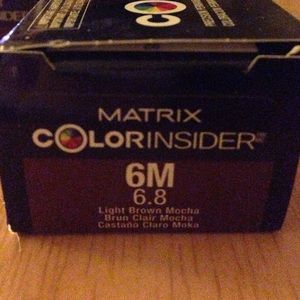 MATRIX
COLORINSIDER
6M
6.8
Light Brown Mocha
Brun Clair Mocha
Castaño Claro Moka